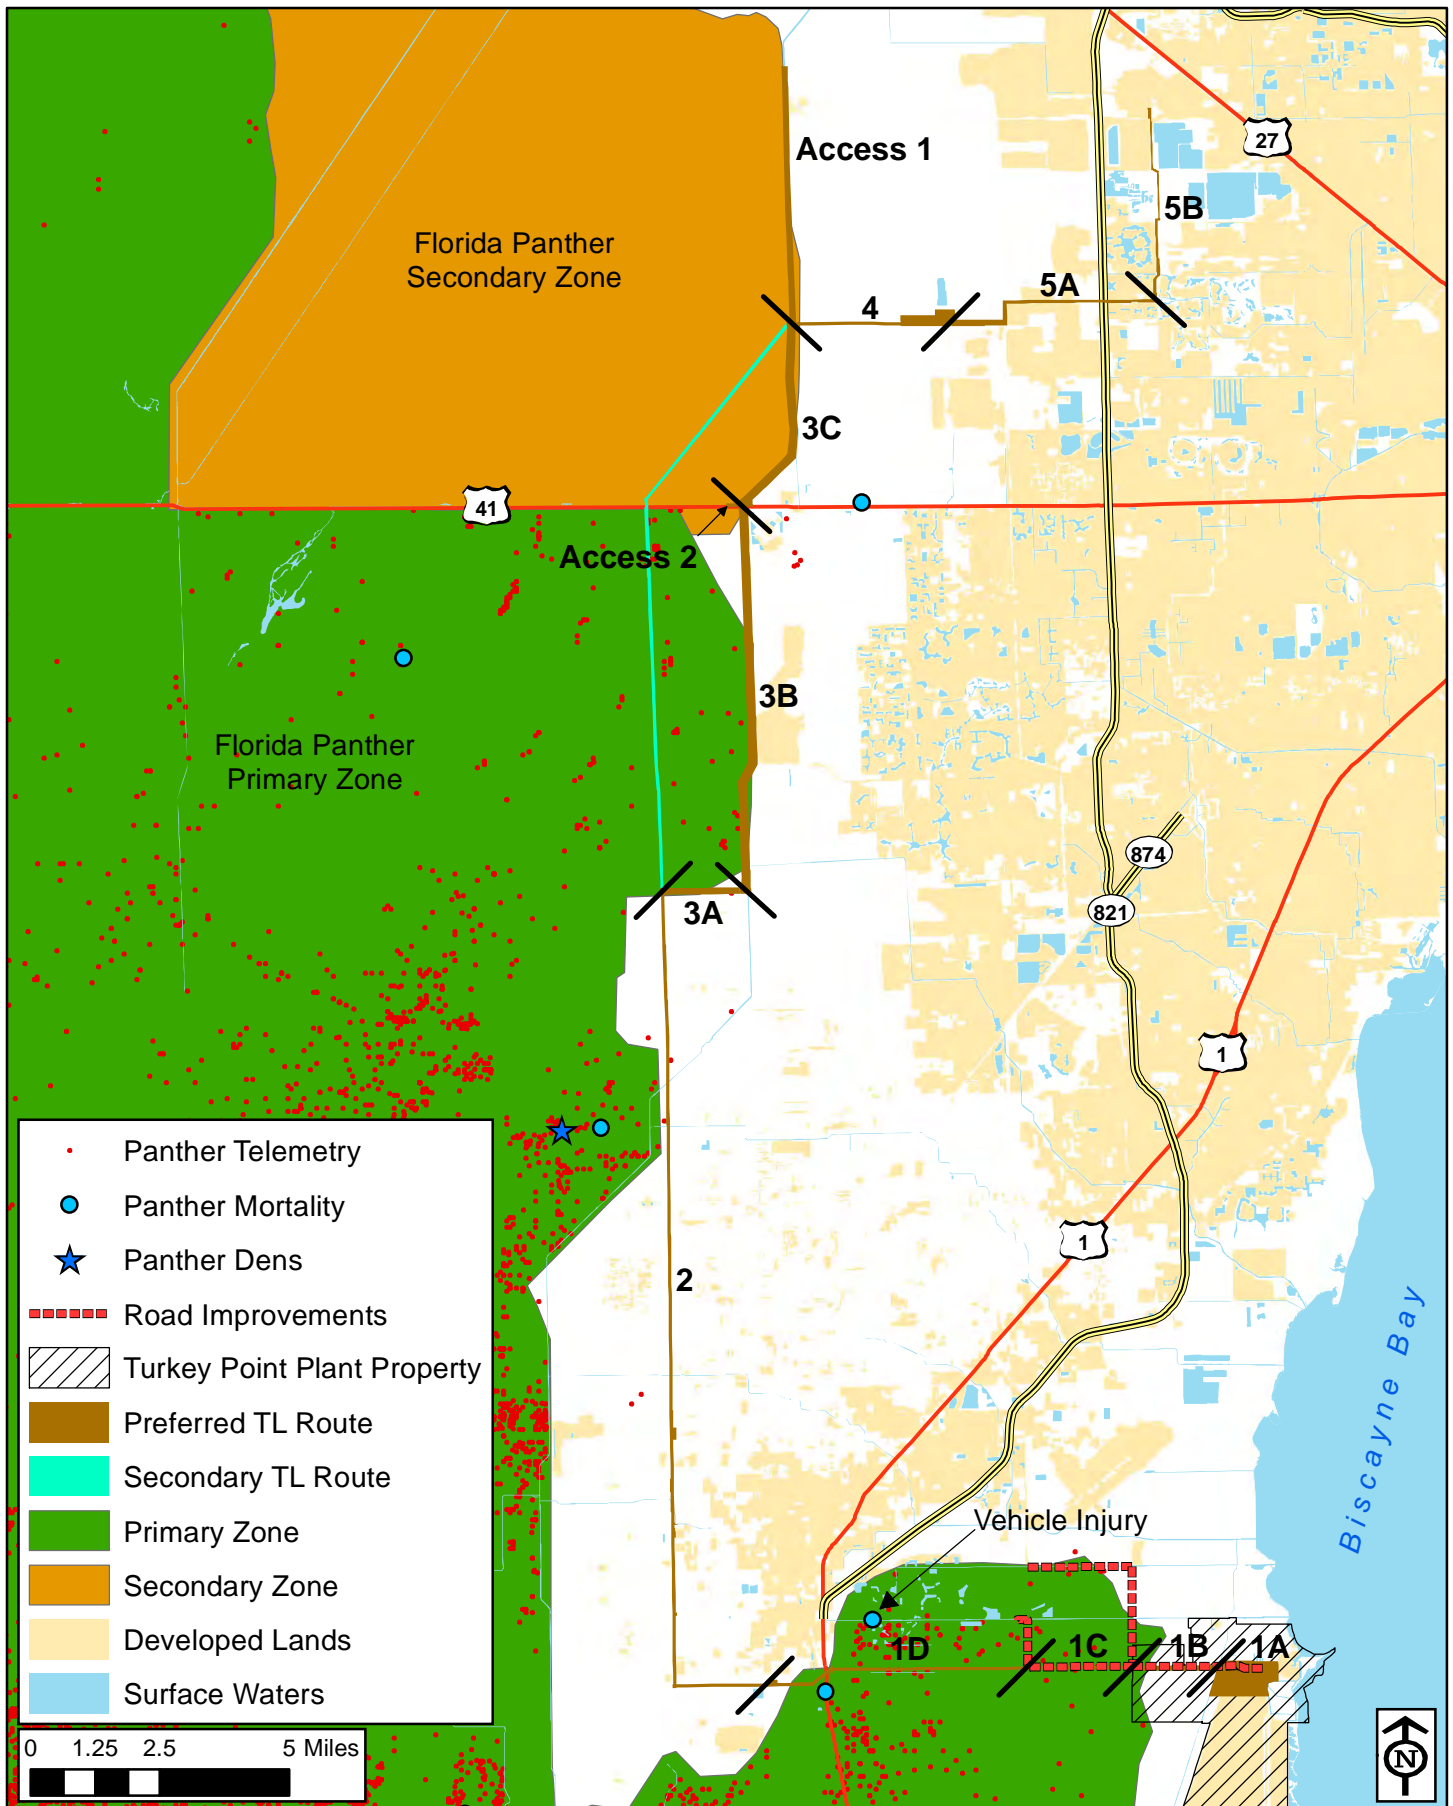 Access 1
27
5B
Florida Panther
Secondary Zone
5A
4
3C
41
Access 2
3B
Florida Panther
Primary Zone
874
821
3A
1
Panther Telemetry
Panther Mortality
Panther Dens
Road Improvements
Turkey Point Plant Property
Preferred TL Route
Secondary TL Route
Primary Zone
Secondary Zone
Developed Lands
Surface Waters
1
2
Biscayne Bay
Vehicle Injury
1D
1C
1B
1A
0 1.25 2.5 5 Miles
N